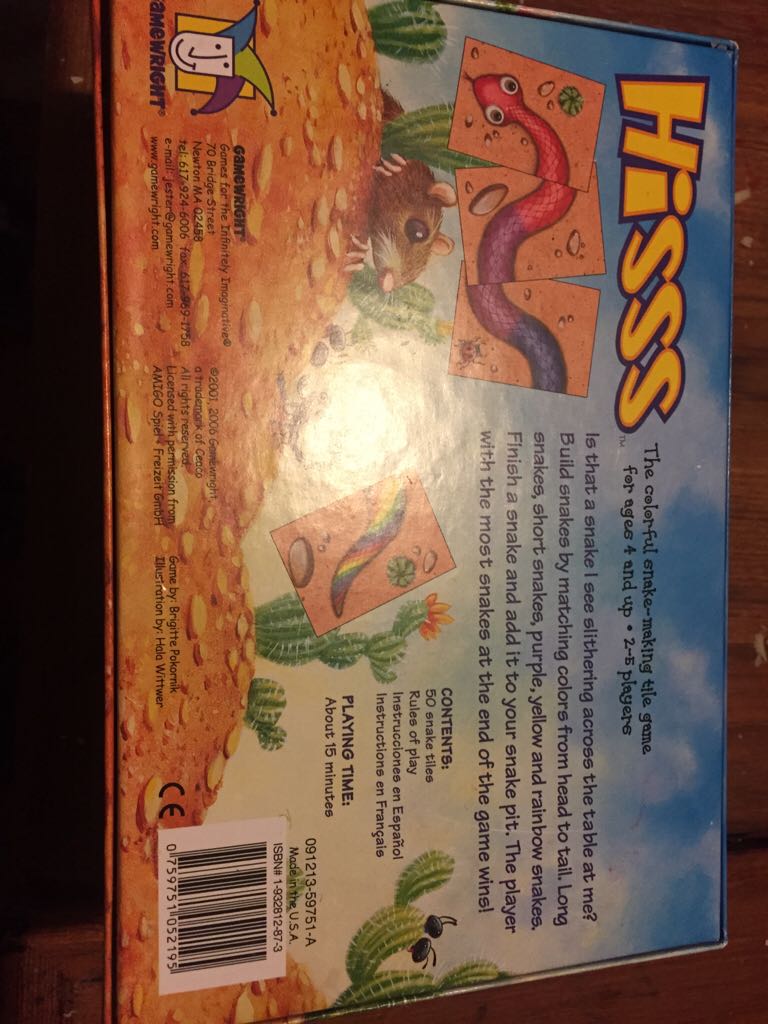 HiSSS™
The colorful snake-making tile game
for ages 4 and up • 2-5 players
Is that a snake I see slithering across the table at me?
Build snakes by matching colors from head to tail. Long
snakes, short snakes, purple, yellow and rainbow snakes.
Finish a snake and add it to your snake pit. The player
with the most snakes at the end of the game wins!
CONTENTS:
50 snake tiles
Rules of play
Instrucciones en Español
Instructions en Français
PLAYING TIME:
About 15 minutes
GAMEWRIGHT®
GAMEWRIGHT®
Games for the Infinitely Imaginative®
70 Bridge Street
Newton MA 02458
tel: 617-924-6006 fax: 617-969-1758
e-mail: jester@gamewright.com
www.gamewright.com
©2001, 2006 Gamewright,
a trademark of Ceaco
All rights reserved.
Licensed with permission from
AMIGO Spiel + Freizeit GmbH
Game by: Brigitte Pokornik
Illustration by: Hala Wittwer
CE
091213-59751-A
Made in the U.S.A.
ISBN# 1-932812-87-3
0 759751 052195